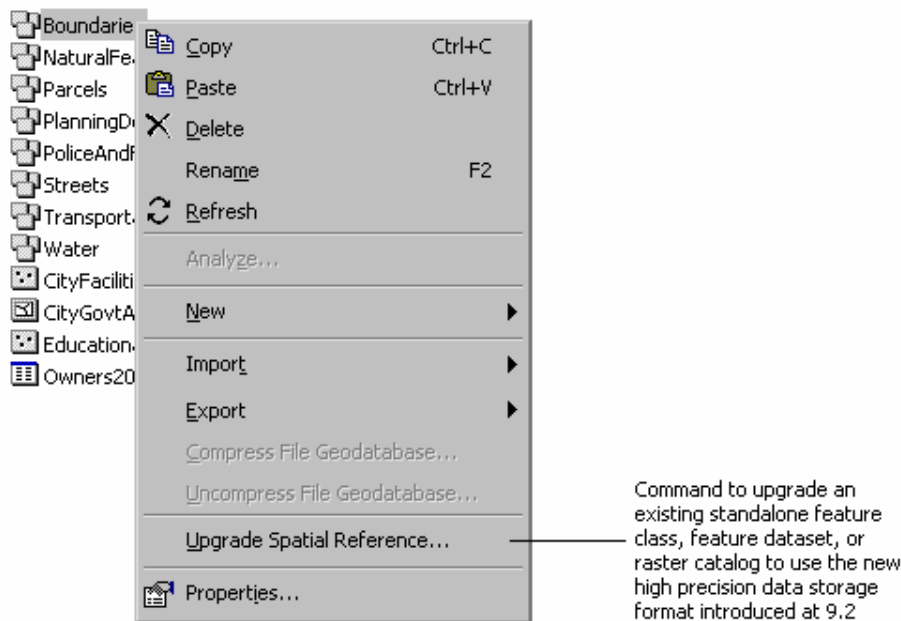 Boundarie
NaturalFe
Parcels
PlanningD
PoliceAndF
Streets
Transport
Water
CityFaciliti
CityGovtA
Education
Owners20
Copy Ctrl+C
Paste Ctrl+V
Delete
Rename F2
Refresh
Analyze...
New
Import
Export
Compress File Geodatabase...
Uncompress File Geodatabase...
Upgrade Spatial Reference...
Properties...
Command to upgrade an
existing standalone feature
class, feature dataset, or
raster catalog to use the new
high precision data storage
format introduced at 9.2